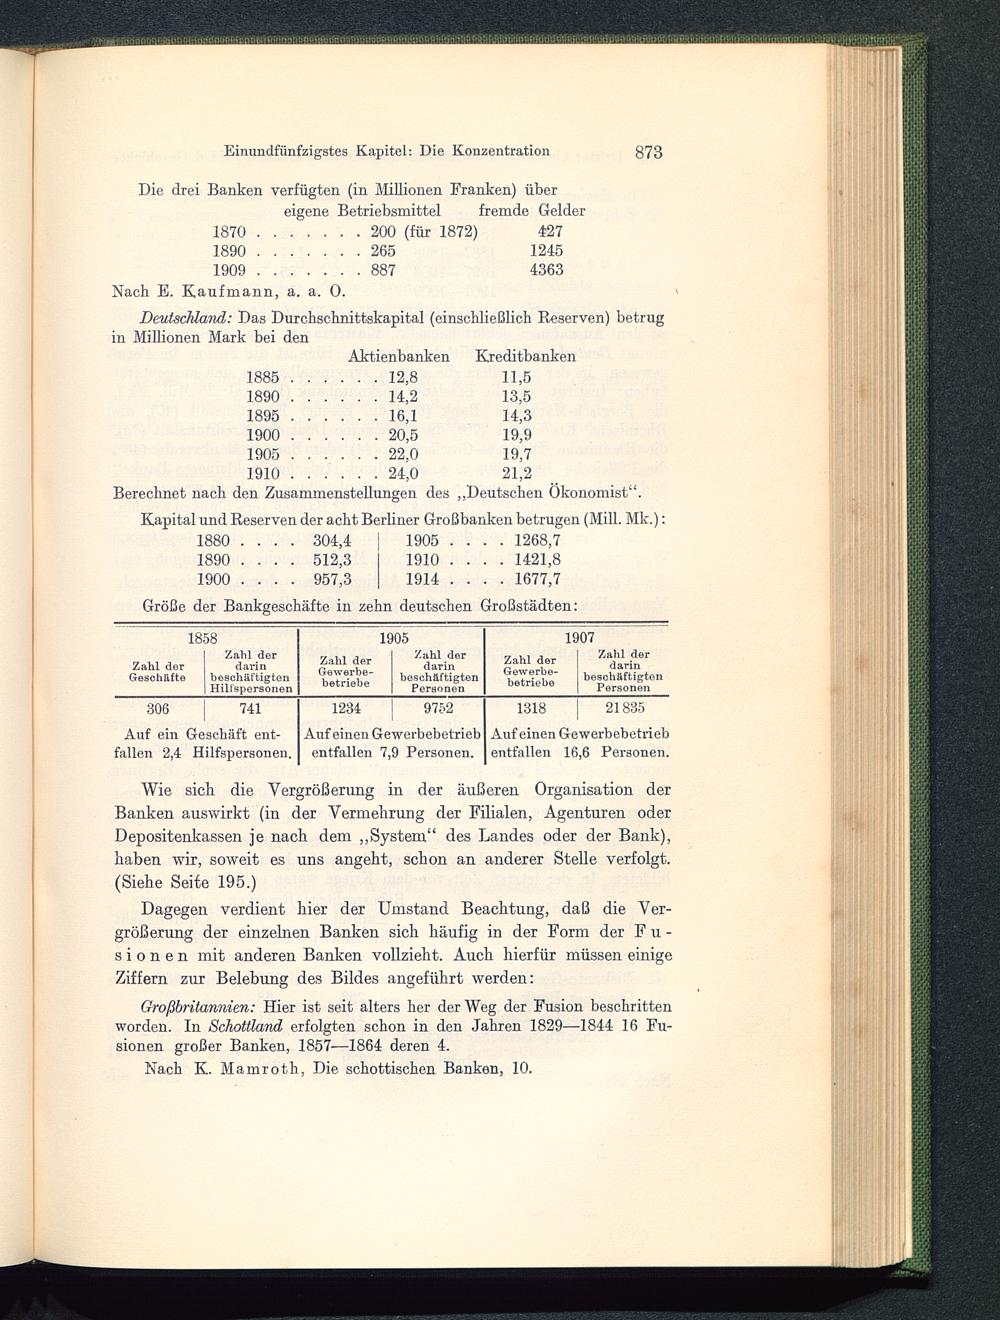 Einundfünfzigstes Kapitel: Die Konzentration 873
Die drei Banken verfügten (in Millionen Franken) über
eigene Betriebsmittel fremde Gelder
1870 . . . . . . . 200 (für 1872) 427
1890 . . . . . . . 265 1245
1909 . . . . . . . 887 4363
Nach E. Kaufmann, a. a. O.
Deutschland: Das Durchschnittskapital (einschließlich Reserven) betrug
in Millionen Mark bei den
Aktienbanken Kreditbanken
1885 . . . . . . 12,8 11,5
1890 . . . . . . 14,2 13,5
1895 . . . . . . 16,1 14,3
1900 . . . . . . 20,5 19,9
1905 . . . . . . 22,0 19,7
1910 . . . . . . 24,0 21,2
Berechnet nach den Zusammenstellungen des „Deutschen Ökonomist“.
Kapital und Reserven der acht Berliner Großbanken betrugen (Mill. Mk.):
1880 . . . . 304,4 1905 . . . . 1268,7
1890 . . . . 512,3 1910 . . . . 1421,8
1900 . . . . 957,3 1914 . . . . 1677,7
Größe der Bankgeschäfte in zehn deutschen Großstädten:
1858 1905 1907
Zahl der Geschäfte Zahl der darin beschäftigten Hilfspersonen Zahl der Gewerbe-betriebe Zahl der darin beschäftigten Personen Zahl der Gewerbe-betriebe Zahl der darin beschäftigten Personen
306 741 1234 9752 1318 21 835
Auf ein Geschäft ent- Auf einen Gewerbebetrieb Auf einen Gewerbebetrieb
fallen 2,4 Hilfspersonen. entfallen 7,9 Personen. entfallen 16,6 Personen.
Wie sich die Vergrößerung in der äußeren Organisation der
Banken auswirkt (in der Vermehrung der Filialen, Agenturen oder
Depositenkassen je nach dem „System“ des Landes oder der Bank),
haben wir, soweit es uns angeht, schon an anderer Stelle verfolgt.
(Siehe Seite 195.)
Dagegen verdient hier der Umstand Beachtung, daß die Ver-
größerung der einzelnen Banken sich häufig in der Form der Fu-
sionen mit anderen Banken vollzieht. Auch hierfür müssen einige
Ziffern zur Belebung des Bildes angeführt werden:
Großbritannien: Hier ist seit alters her der Weg der Fusion beschritten
worden. In Schottland erfolgten schon in den Jahren 1829—1844 16 Fu-
sionen großer Banken, 1857—1864 deren 4.
Nach K. Mamroth, Die schottischen Banken, 10.